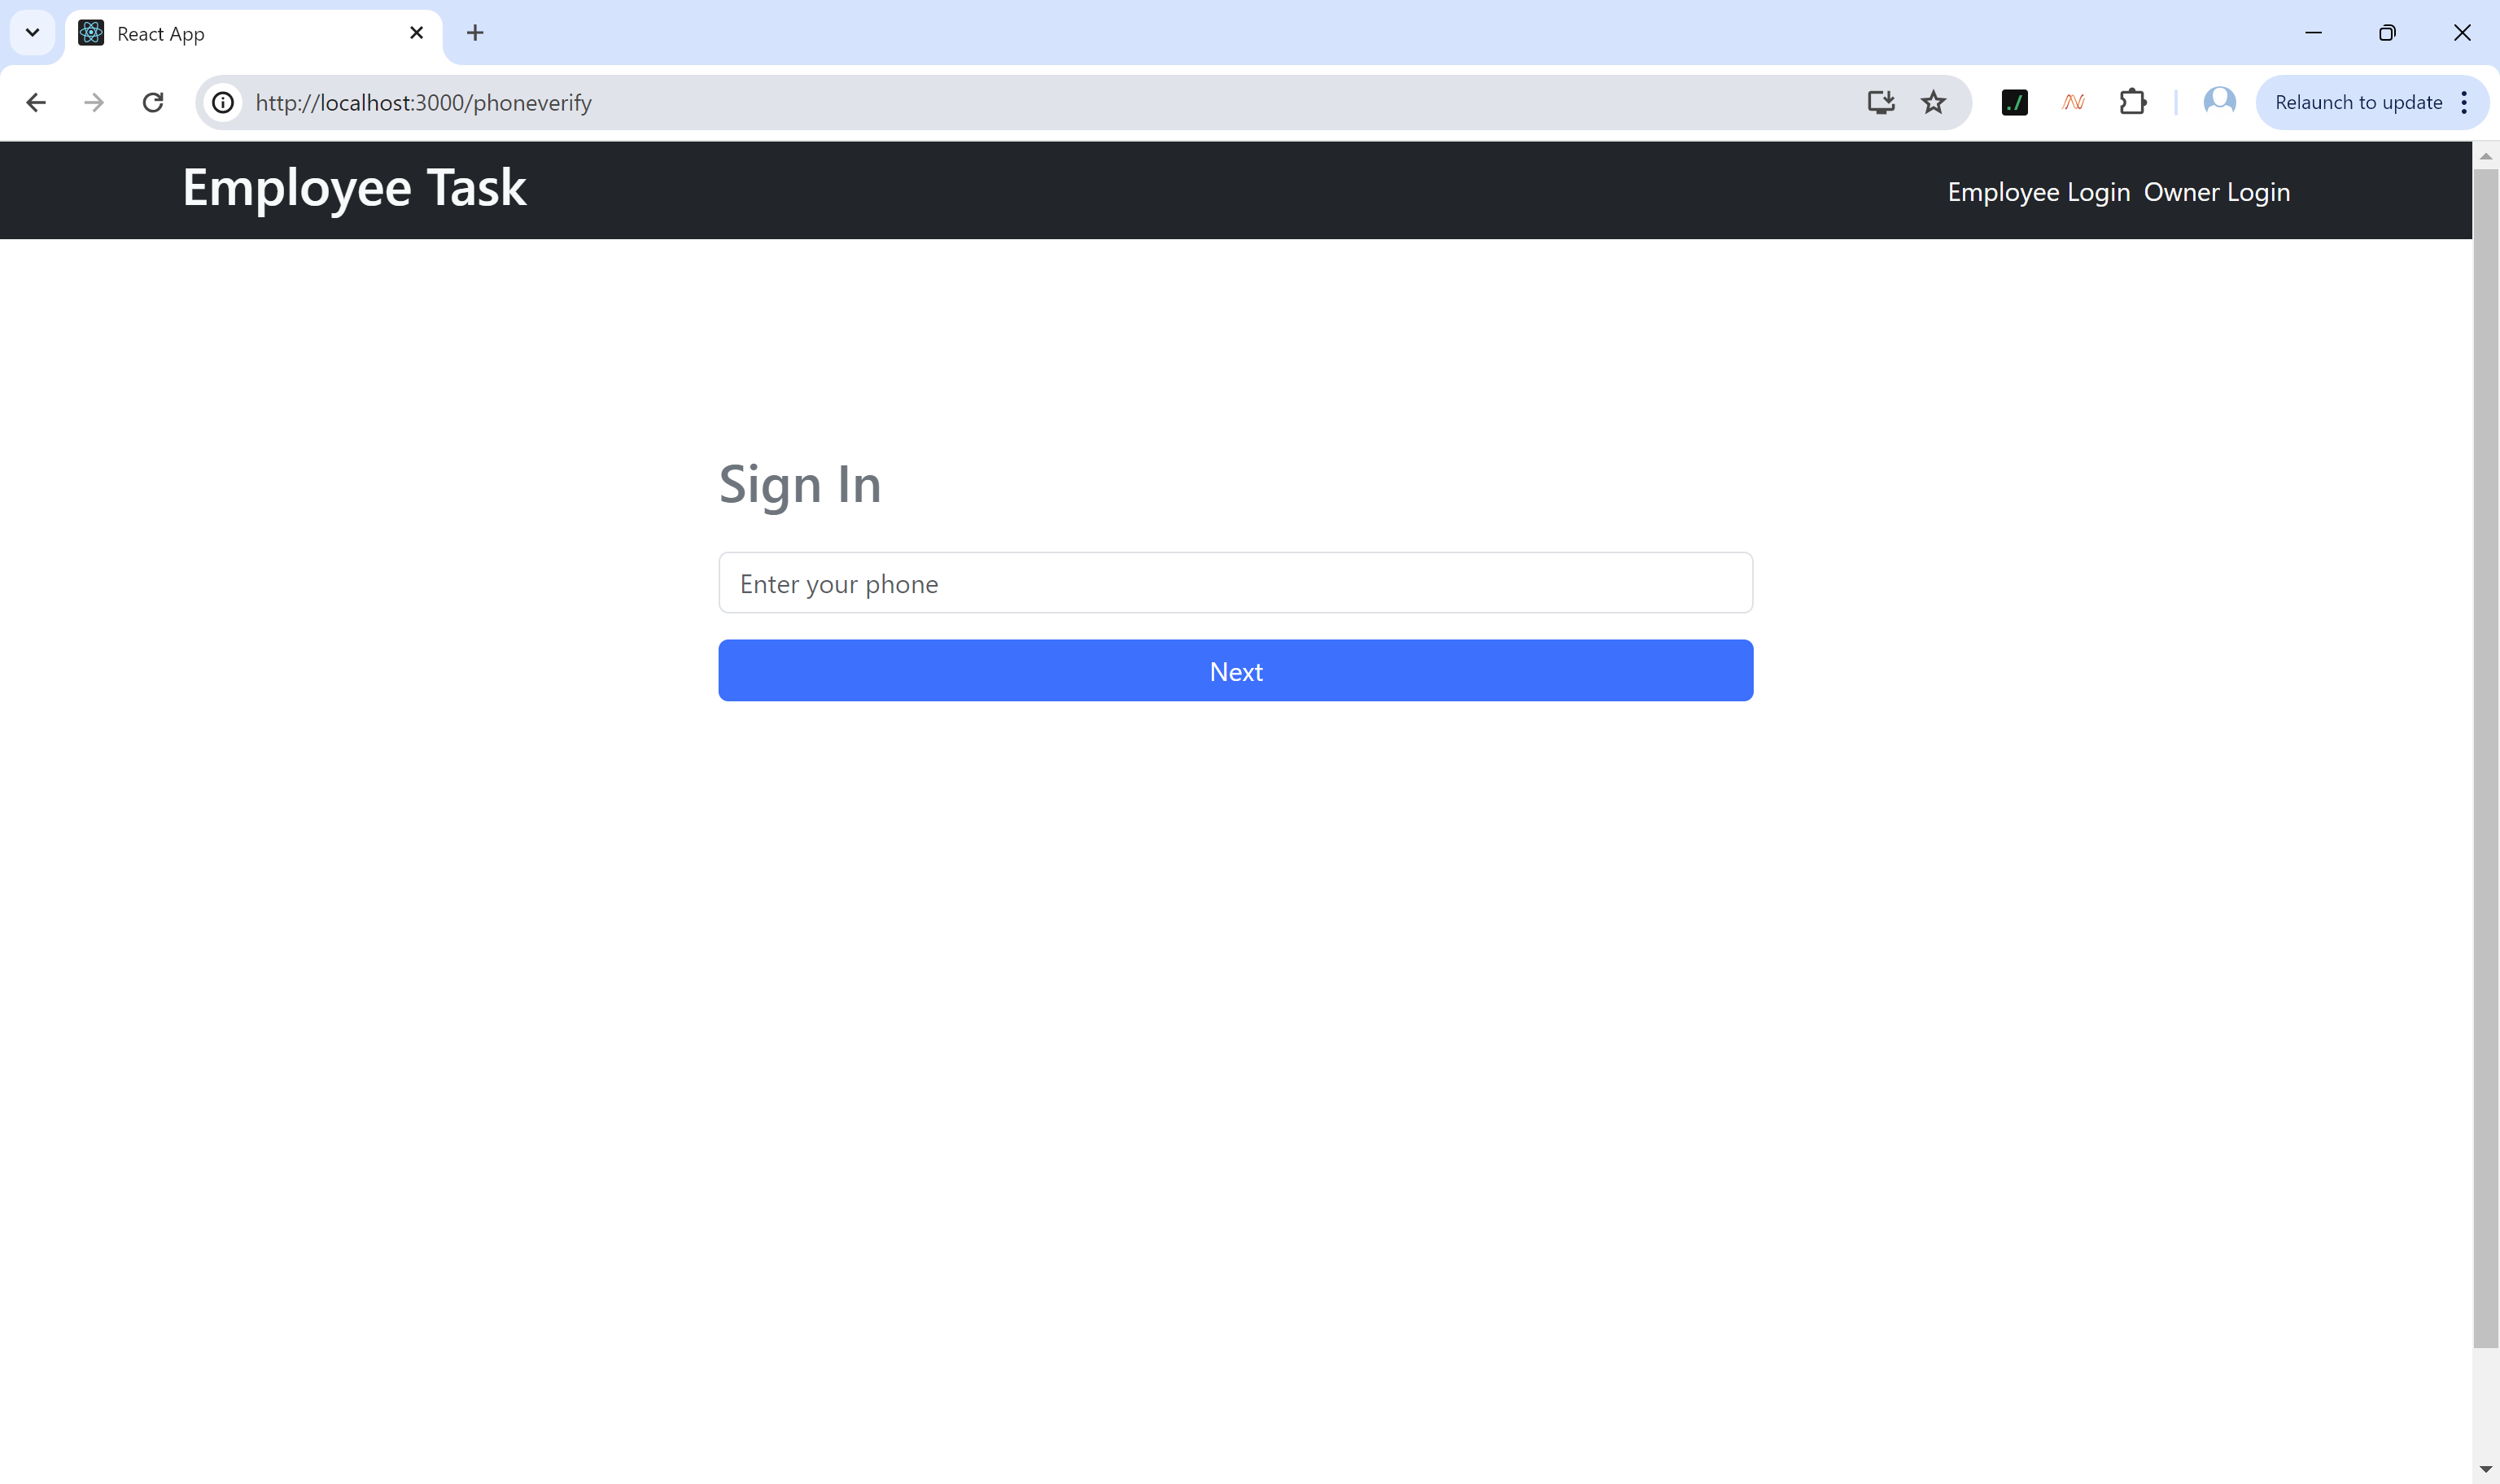 React App
http://localhost:3000/phoneverify
Relaunch to update
Employee Task
Employee Login Owner Login
Sign In
Enter your phone
Next